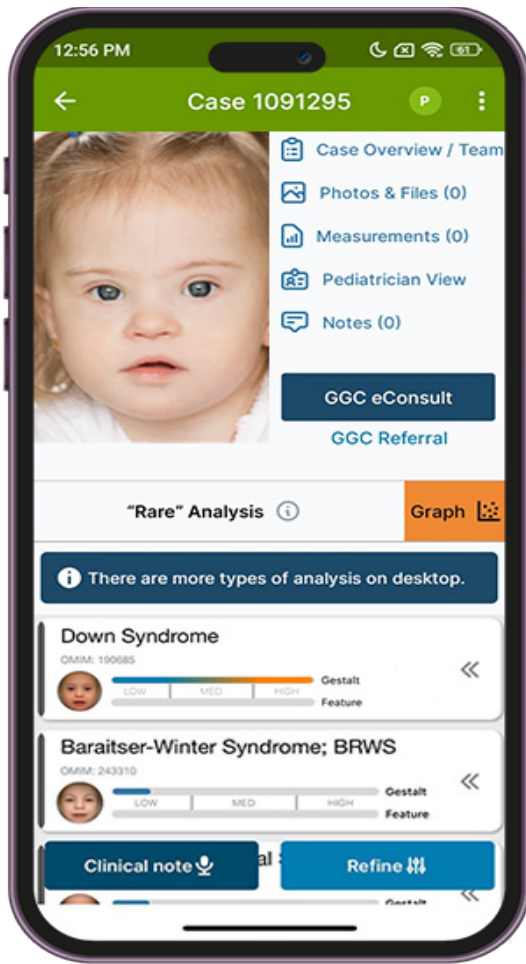 12:56 PM
61
Case 1091295
P
Case Overview / Team
Photos & Files (0)
Measurements (0)
Pediatrician View
Notes (0)
GGC eConsult
GGC Referral
“Rare” Analysis
Graph
There are more types of analysis on desktop.
Down Syndrome
OMIM: 190685
Gestalt
LOW MED HIGH
Feature
Baraitser-Winter Syndrome; BRWS
OMIM: 243310
Gestalt
LOW MED HIGH
Feature
Clinical note
al
Refine
Gestalt